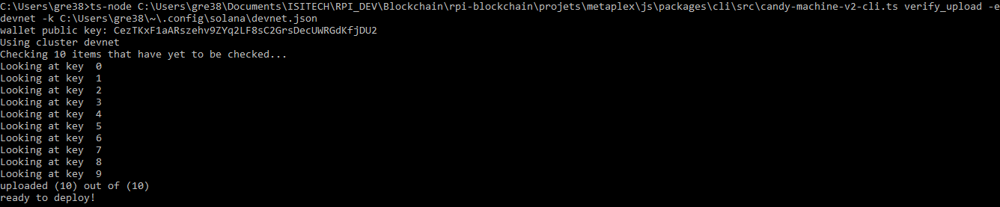 C:\Users\gre38>ts-node C:\Users\gre38\Documents\ISITECH\RPI_DEV\Blockchain\rpi-blockchain\projets\metaplex\js\packages\cli\src\candy-machine-v2-cli.ts verify_upload -e
devnet -k C:\Users\gre38\~\.config\solana\devnet.json
wallet public key: CezTKxF1aARszehv9ZYq2LF8sC2GrsDecUWRGdKfjDU2
Using cluster devnet
Checking 10 items that have yet to be checked...
Looking at key  0
Looking at key  1
Looking at key  2
Looking at key  3
Looking at key  4
Looking at key  5
Looking at key  6
Looking at key  7
Looking at key  8
Looking at key  9
uploaded (10) out of (10)
ready to deploy!